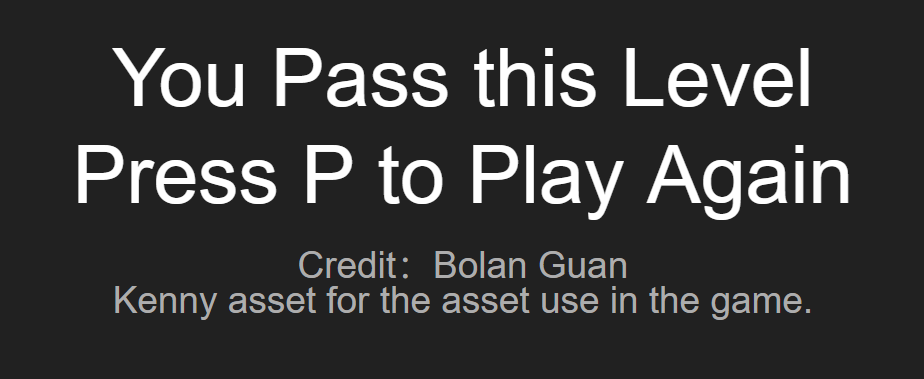 You Pass this Level
Press P to Play Again
Credit：Bolan Guan
Kenny asset for the asset use in the game.